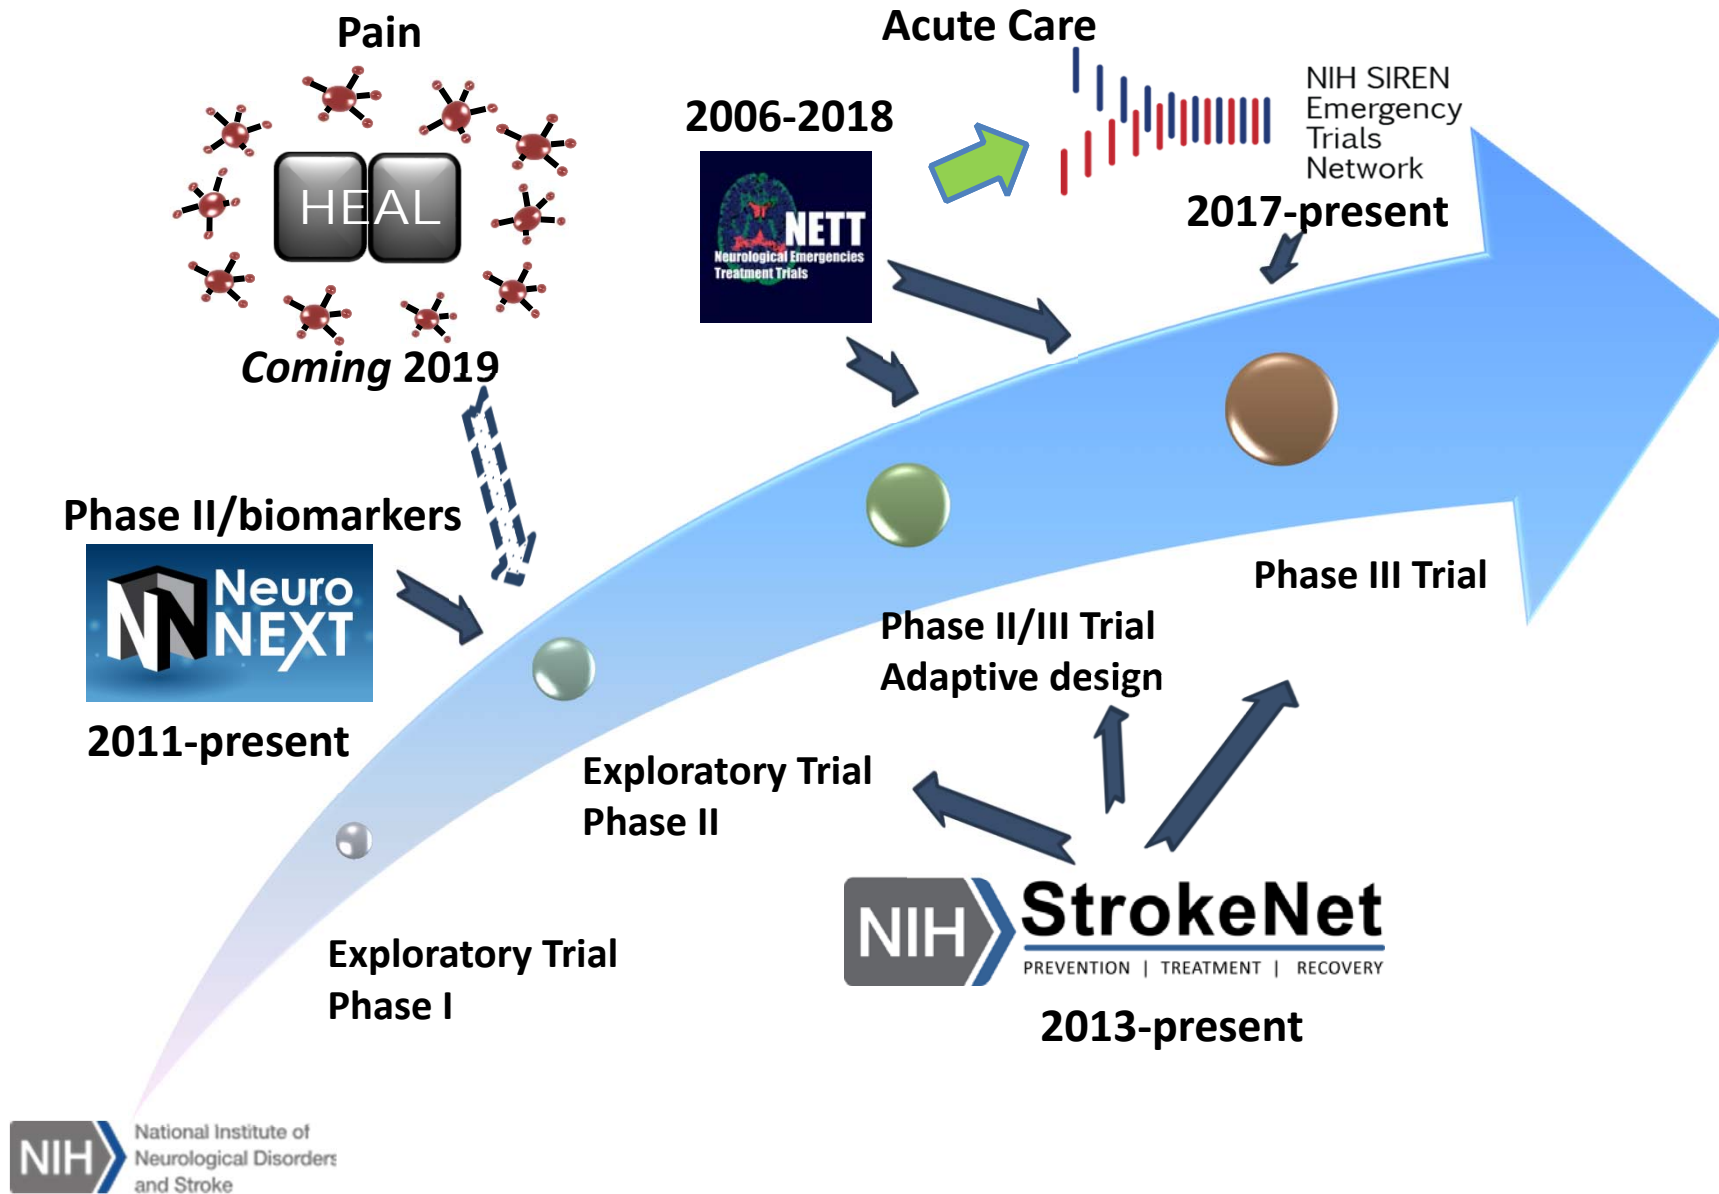 Pain
HEAL
Coming 2019
Acute Care
2006-2018
NETT
Neurological Emergencies
Treatment Trials
NIH SIREN
Emergency
Trials
Network
2017-present
Phase II/biomarkers
Neuro
NEXT
2011-present
Exploratory Trial
Phase I
Exploratory Trial
Phase II
Phase II/III Trial
Adaptive design
Phase III Trial
NIH StrokeNet
PREVENTION | TREATMENT | RECOVERY
2013-present
NIH
National Institute of
Neurological Disorders
and Stroke